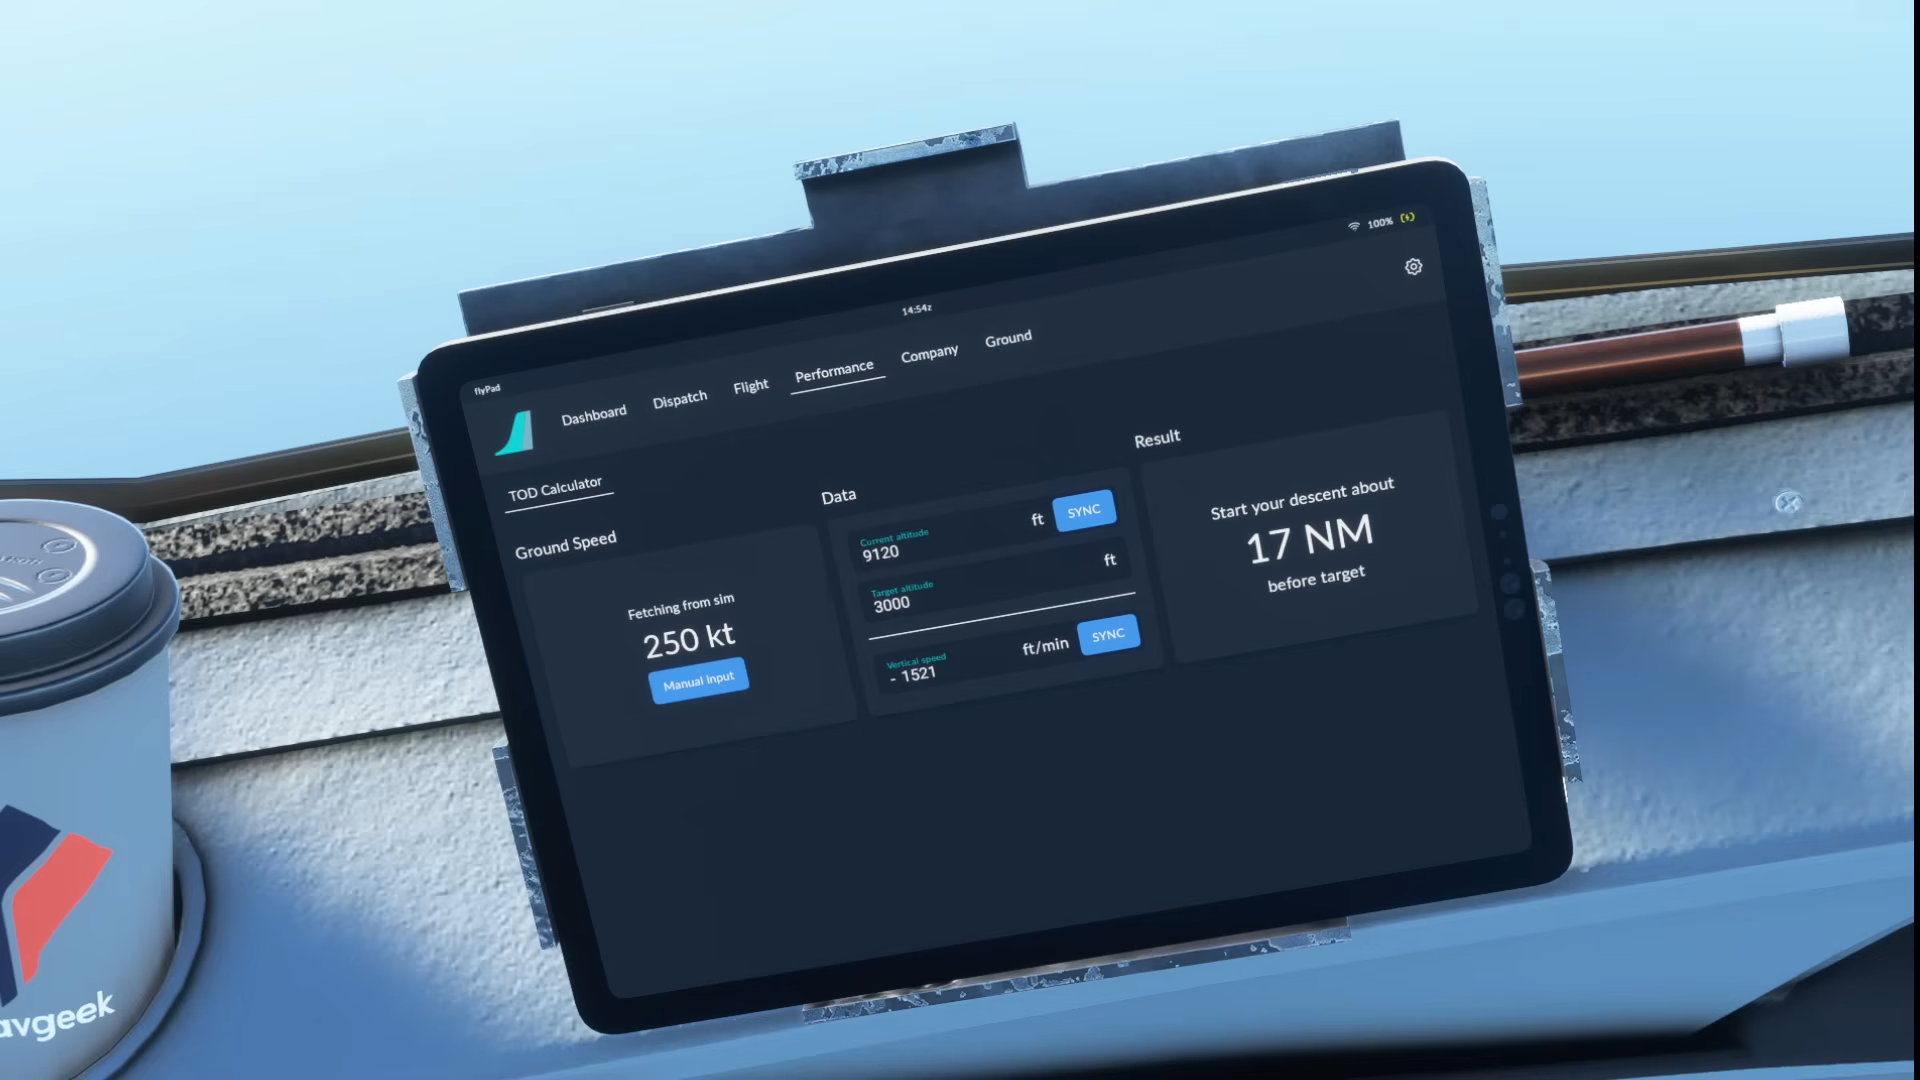 flyPad
14:54z
100%
Dashboard
Dispatch
Flight
Performance
Company
Ground
TOD Calculator
Ground Speed
Fetching from sim
250 kt
Manual Input
Data
Current altitude
9120
ft
SYNC
Target altitude
3000
ft
Vertical speed
- 1521
ft/min
SYNC
Result
Start your descent about
17 NM
before target
avgeek